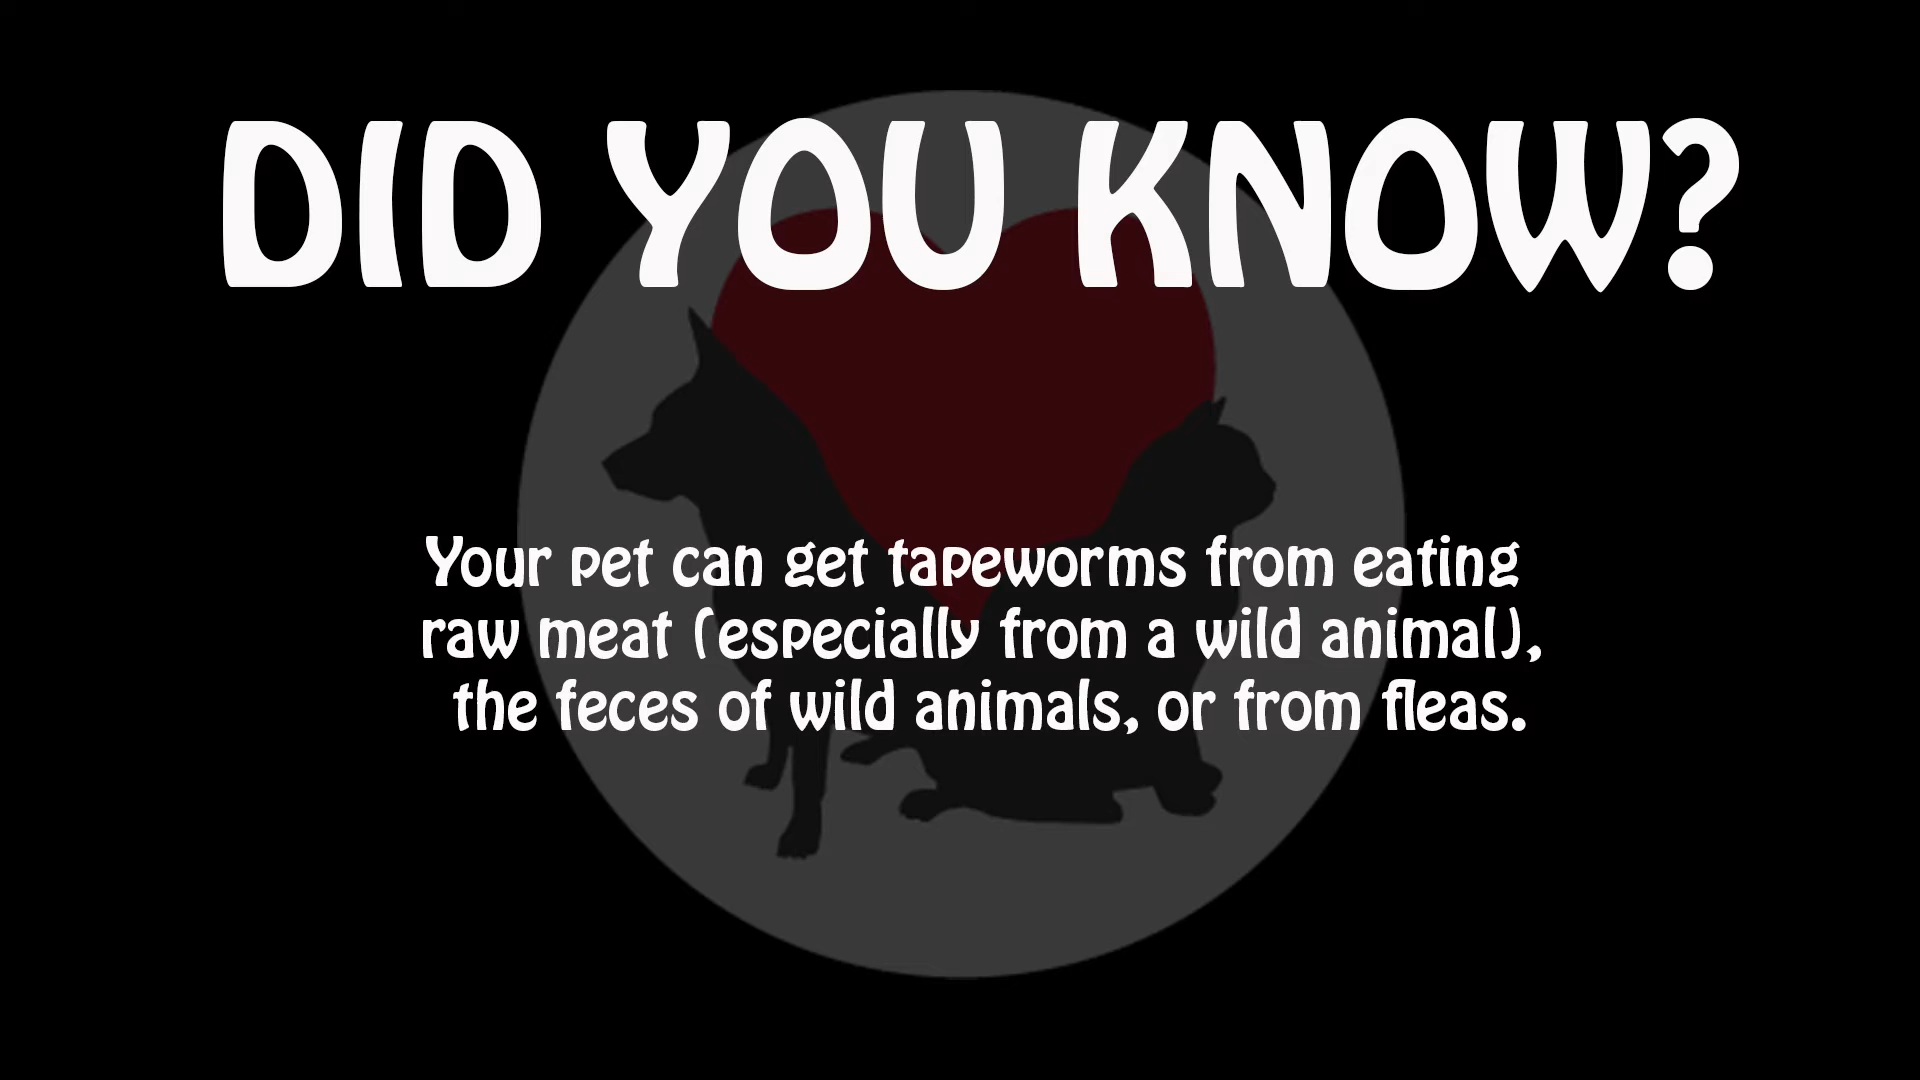 DID YOU KNOW?
Your pet can get tapeworms from eating
raw meat (especially from a wild animal),
the feces of wild animals, or from fleas.